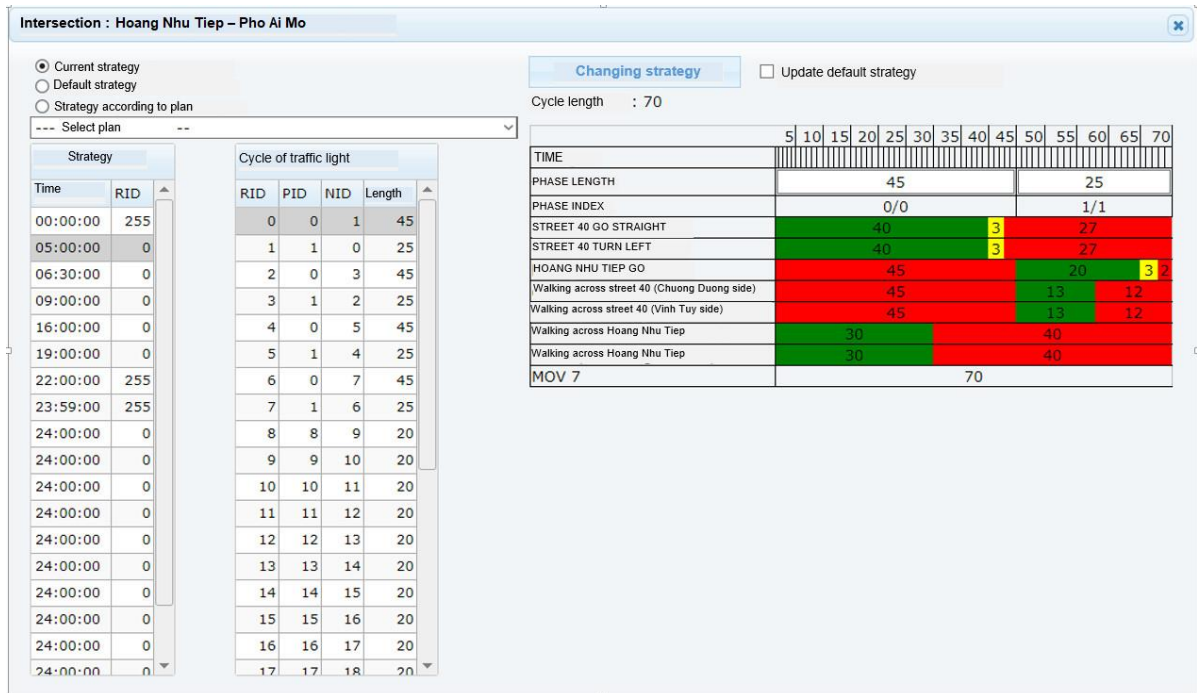 Intersection : Hoang Nhu Tiep – Pho Ai Mo
Current strategy
Default strategy
Strategy according to plan
--- Select plan --
Strategy
Time RID
00:00:00 255
05:00:00 0
06:30:00 0
09:00:00 0
16:00:00 0
19:00:00 0
22:00:00 255
23:59:00 255
24:00:00 0
24:00:00 0
24:00:00 0
24:00:00 0
24:00:00 0
24:00:00 0
24:00:00 0
24:00:00 0
24:00:00 0
24:00:00 0
Cycle of traffic light
RID PID NID Length
0 0 1 45
1 1 0 25
2 0 3 45
3 1 2 25
4 0 5 45
5 1 4 25
6 0 7 45
7 1 6 25
8 8 9 20
9 9 10 20
10 10 11 20
11 11 12 20
12 12 13 20
13 13 14 20
14 14 15 20
15 15 16 20
16 16 17 20
17 17 18 20
Changing strategy
Update default strategy
Cycle length : 70
5 10 15 20 25 30 35 40 45 50 55 60 65 70
TIME
PHASE LENGTH 45 25
PHASE INDEX 0/0 1/1
STREET 40 GO STRAIGHT 40 3 27
STREET 40 TURN LEFT 40 3 27
HOANG NHU TIEP GO 45 20 3 2
Walking across street 40 (Chuong Duong side) 45 13 12
Walking across street 40 (Vinh Tuy side) 45 13 12
Walking across Hoang Nhu Tiep 30 40
Walking across Hoang Nhu Tiep 30 40
MOV 7 70